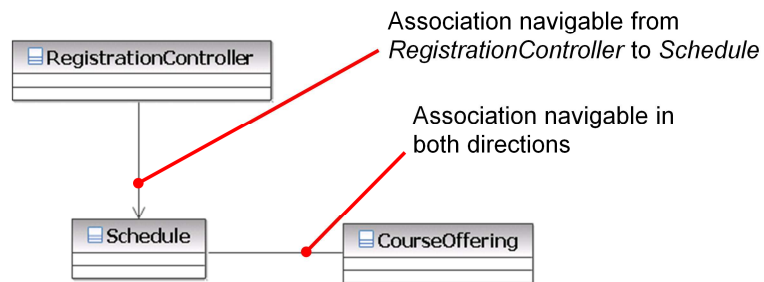 Association navigable from
RegistrationController to Schedule
RegistrationController
Association navigable in
both directions
Schedule
CourseOffering